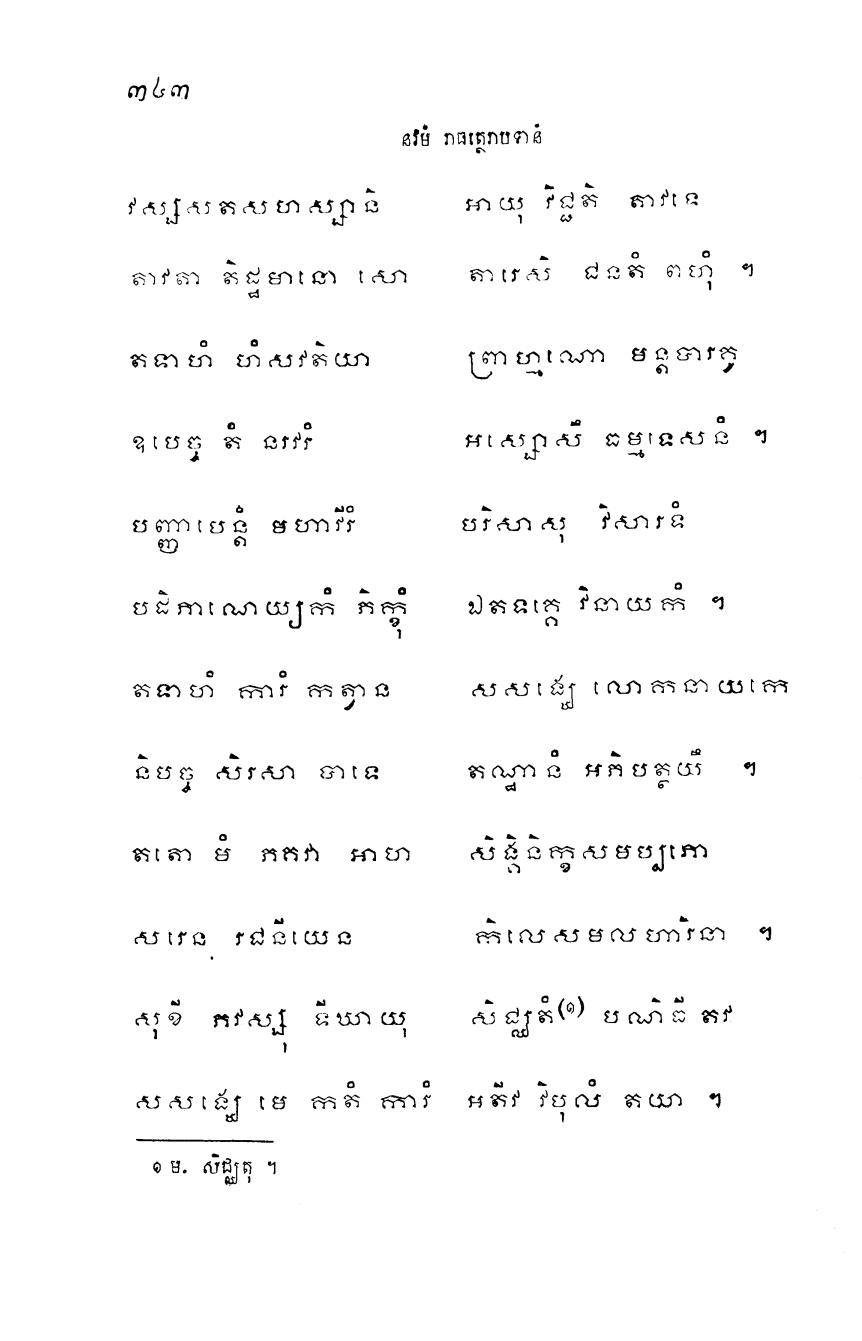 ៣៤៣
នវមំ រាធត្ថេរាបទានំ
វស្សសតសហស្សានិ អាយុ វិជ្ជតិ តាវទេ
តាវតា តិដ្ឋមានោ សោ តារេសិ ជនតំ ពហុំ ។
តទាហំ ហំសវតិយា ព្រាហ្មណោ មន្តបារគូ
ឧបេច្ច តំ នរវរំ អស្សោសឹ ធម្មទេសនំ ។
បញ្ញាបេន្តំ មហាវីរំ បរិសាសុ វិសារទំ
បដិភាណេយ្យកំ ភិក្ខុំ ឯតទគ្គេ វិនាយកំ ។
តទាហំ ការំ កត្វាន សសង្ឃេ លោកនាយកេ
និបច្ច សិរសា បាទេ តណ្ឋានំ អភិបត្ថយឹ ។
តតោ មំ ភគវា អាហ សិង្គិនិក្ខសមប្បភោ
សរេន រជនីយេន កិលេសមលហារិនា ។
សុខី ភវស្សុ ទីឃាយុ សិជ្ឈតំ(១) បណិធី តវ
សសង្ឃេ មេ កតំ ការំ អតីវ វិបុលំ តយា ។
១ ម. សិជ្ឈតុ ។